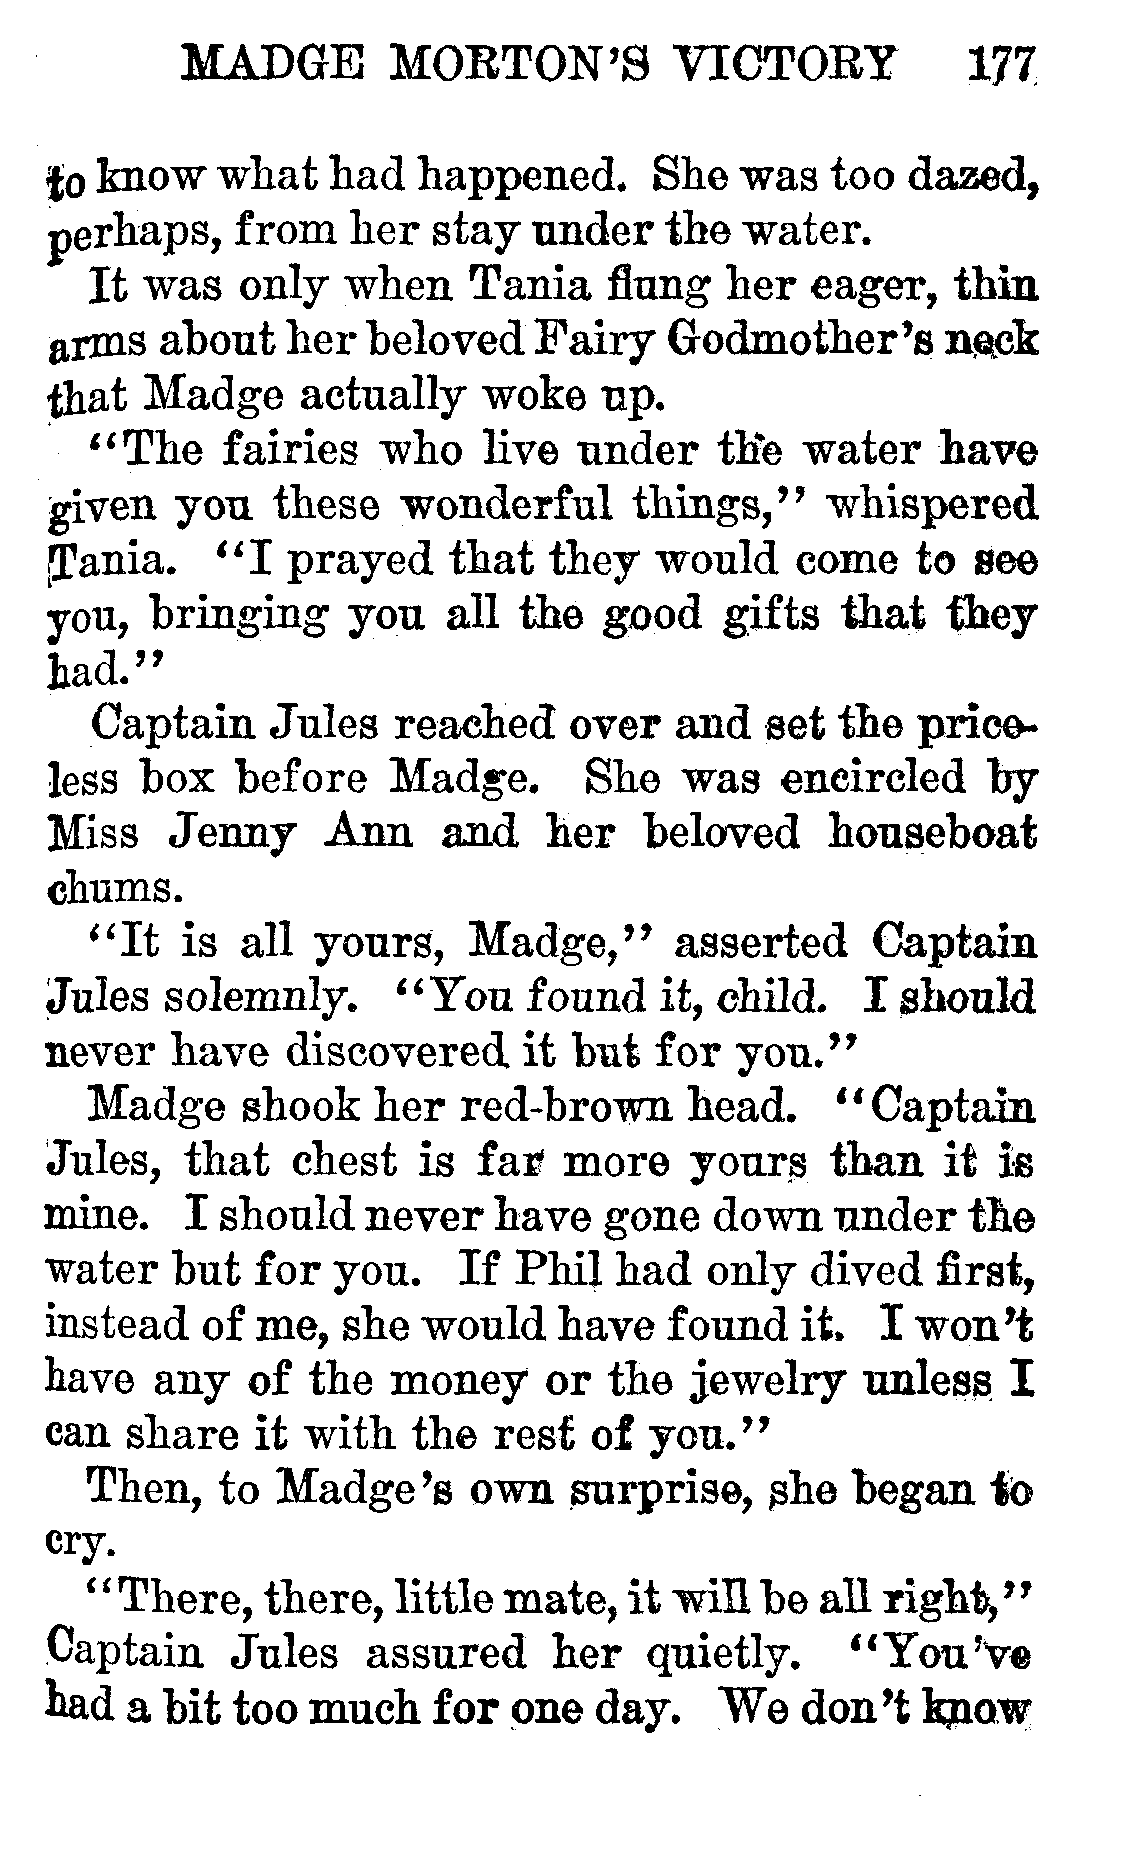 MADGE MORTON'S VICTORY 177
to know what had happened. She was too dazed,
perhaps, from her stay under the water.
It was only when Tania flung her eager, thin
arms about her beloved Fairy Godmother's neck
that Madge actually woke up.
"The fairies who live under the water have
given you these wonderful things," whispered
Tania. "I prayed that they would come to see
you, bringing you all the good gifts that they
had."
Captain Jules reached over and set the price-
less box before Madge. She was encircled by
Miss Jenny Ann and her beloved houseboat
chums.
"It is all yours, Madge," asserted Captain
Jules solemnly. "You found it, child. I should
never have discovered it but for you."
Madge shook her red-brown head. "Captain
Jules, that chest is far more yours than it is
mine. I should never have gone down under the
water but for you. If Phil had only dived first,
instead of me, she would have found it. I won't
have any of the money or the jewelry unless I
can share it with the rest of you."
Then, to Madge's own surprise, she began to
cry.
"There, there, little mate, it will be all right,"
Captain Jules assured her quietly. "You've
had a bit too much for one day. We don't know